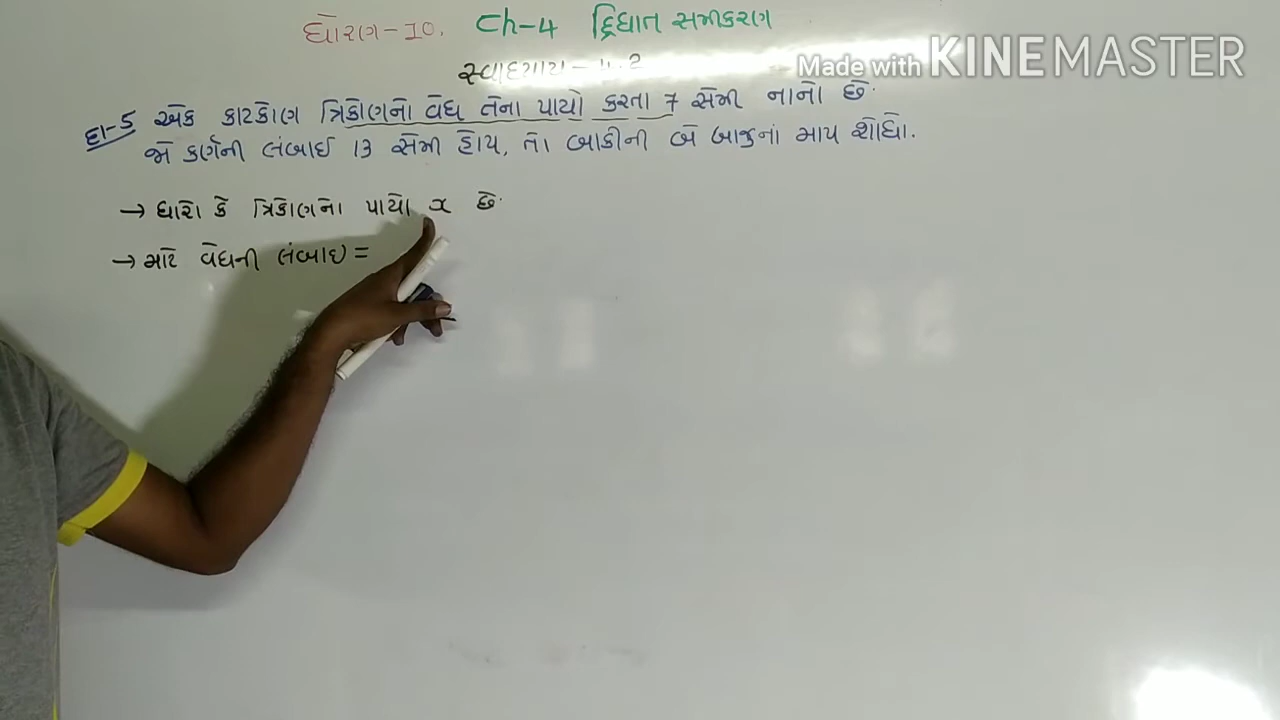 ધોરણ-10. Ch-4 દ્વિઘાત સમીકરણ
Made with KINEMASTER
સ્વાધ્યાય - 4.2
દા-5 એક કાટકોણ ત્રિકોણનો વેધ તેના પાયા કરતા 7 સેમી નાનો છે.
જો કર્ણની લંબાઈ 13 સેમી હોય, તો બાકીની બે બાજુનાં માપ શોધો.
→ ધારો કે ત્રિકોણનો પાયો x છે.
→ માટે વેધની લંબાઇ =